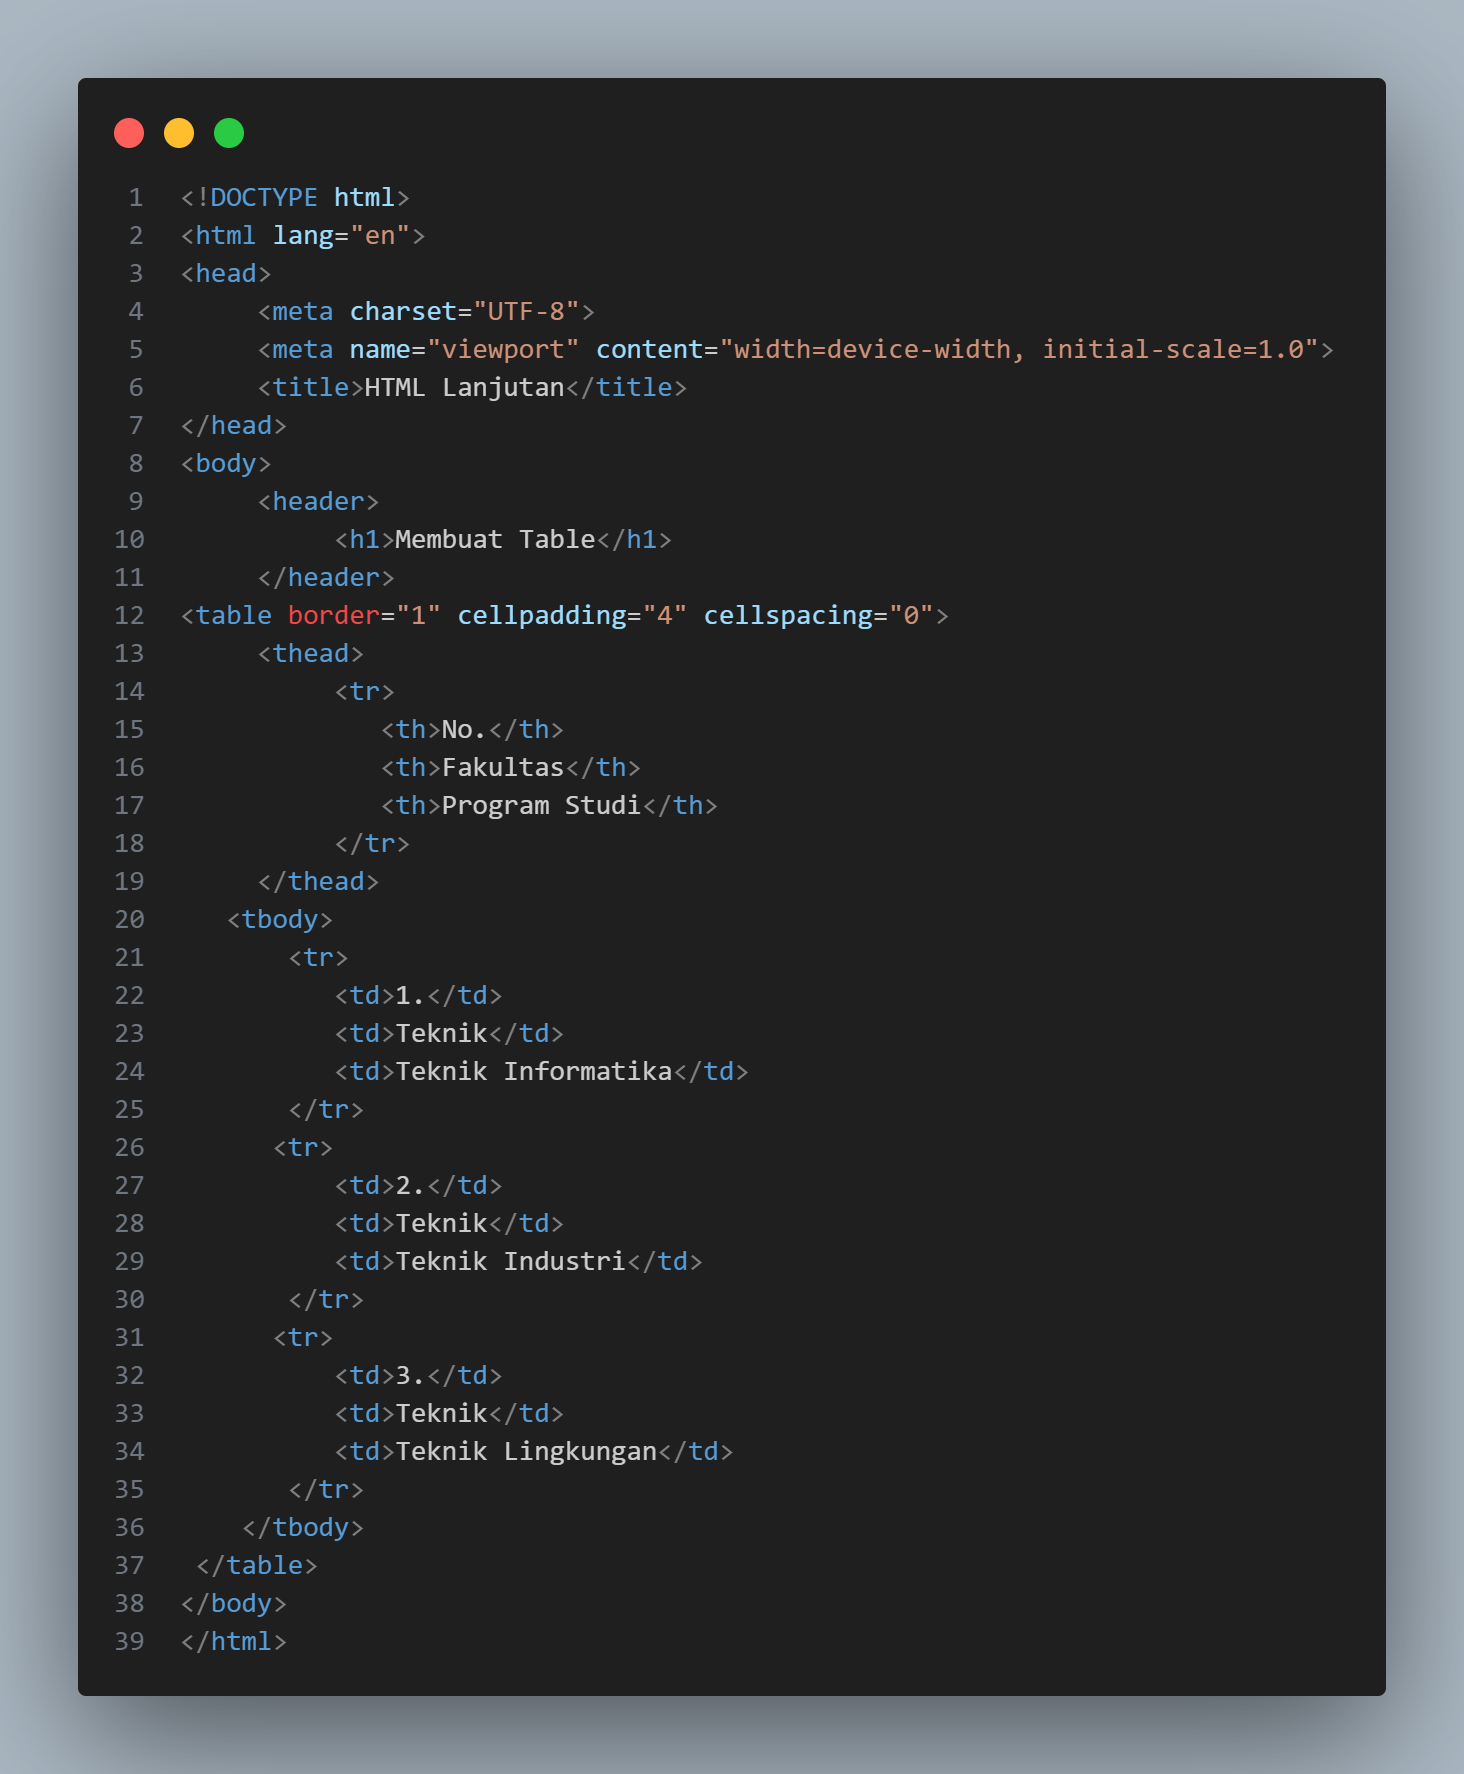 1 <!DOCTYPE html>
2 <html lang="en">
3 <head>
4      <meta charset="UTF-8">
5      <meta name="viewport" content="width=device-width, initial-scale=1.0">
6      <title>HTML Lanjutan</title>
7 </head>
8 <body>
9      <header>
10          <h1>Membuat Table</h1>
11     </header>
12 <table border="1" cellpadding="4" cellspacing="0">
13     <thead>
14          <tr>
15             <th>No.</th>
16             <th>Fakultas</th>
17             <th>Program Studi</th>
18          </tr>
19     </thead>
20   <tbody>
21       <tr>
22          <td>1.</td>
23          <td>Teknik</td>
24          <td>Teknik Informatika</td>
25       </tr>
26      <tr>
27          <td>2.</td>
28          <td>Teknik</td>
29          <td>Teknik Industri</td>
30       </tr>
31      <tr>
32          <td>3.</td>
33          <td>Teknik</td>
34          <td>Teknik Lingkungan</td>
35       </tr>
36    </tbody>
37 </table>
38 </body>
39 </html>